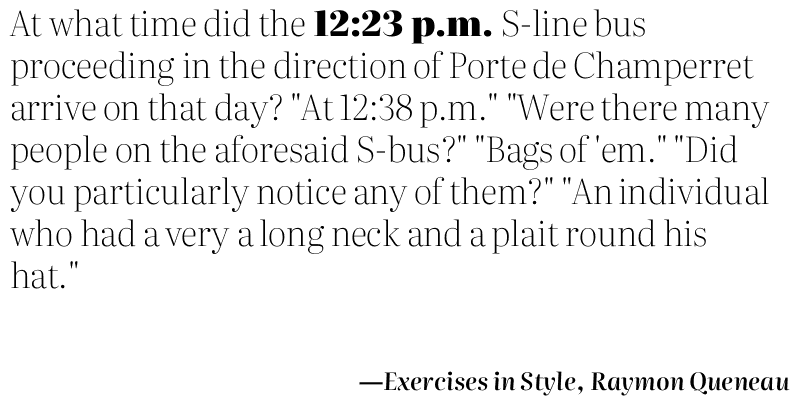 At what time did the 12:23 p.m. S-line bus
proceeding in the direction of Porte de Champerret
arrive on that day? "At 12:38 p.m." "Were there many
people on the aforesaid S-bus?" "Bags of 'em." "Did
you particularly notice any of them?" "An individual
who had a very a long neck and a plait round his
hat."
—Exercises in Style, Raymon Queneau